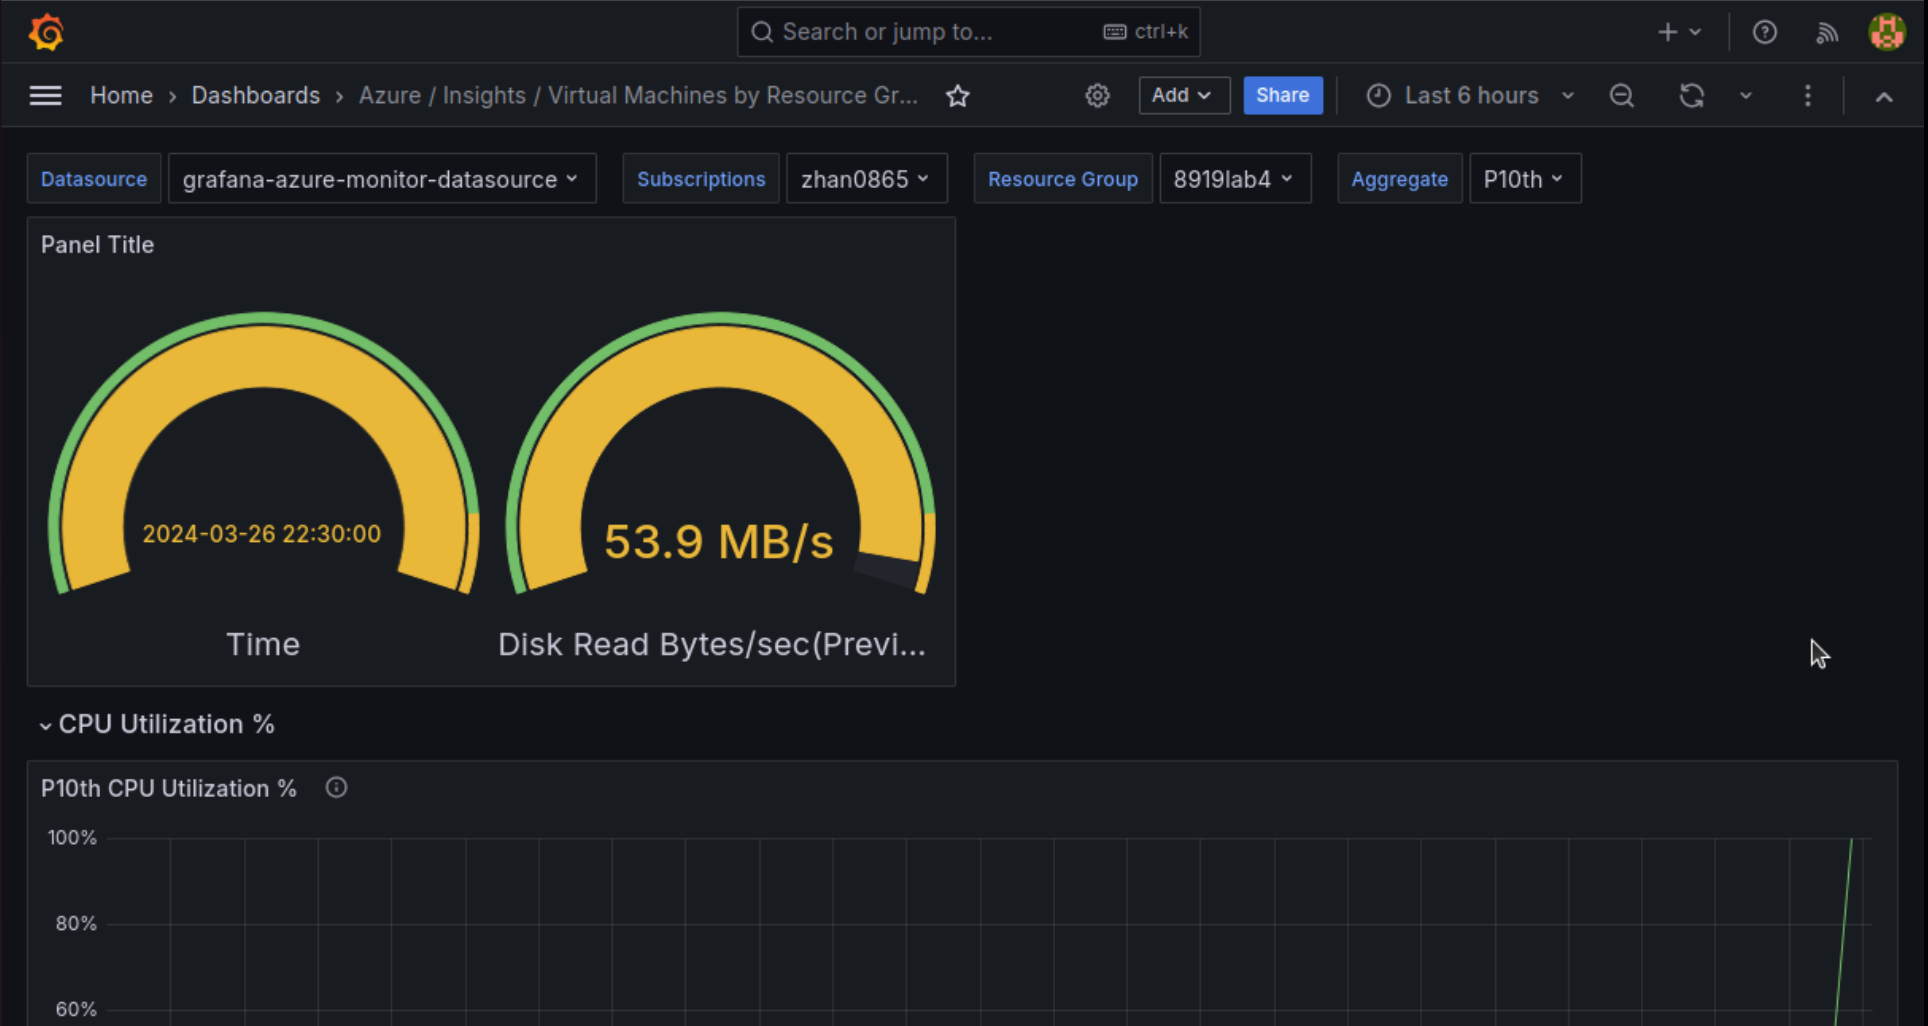 Search or jump to... ctrl+k
Home › Dashboards › Azure / Insights / Virtual Machines by Resource Gr... Add Share Last 6 hours
Datasource grafana-azure-monitor-datasource Subscriptions zhan0865 Resource Group 8919lab4 Aggregate P10th
Panel Title
2024-03-26 22:30:00
53.9 MB/s
Time
Disk Read Bytes/sec(Previ...
CPU Utilization %
P10th CPU Utilization %
100%
80%
60%